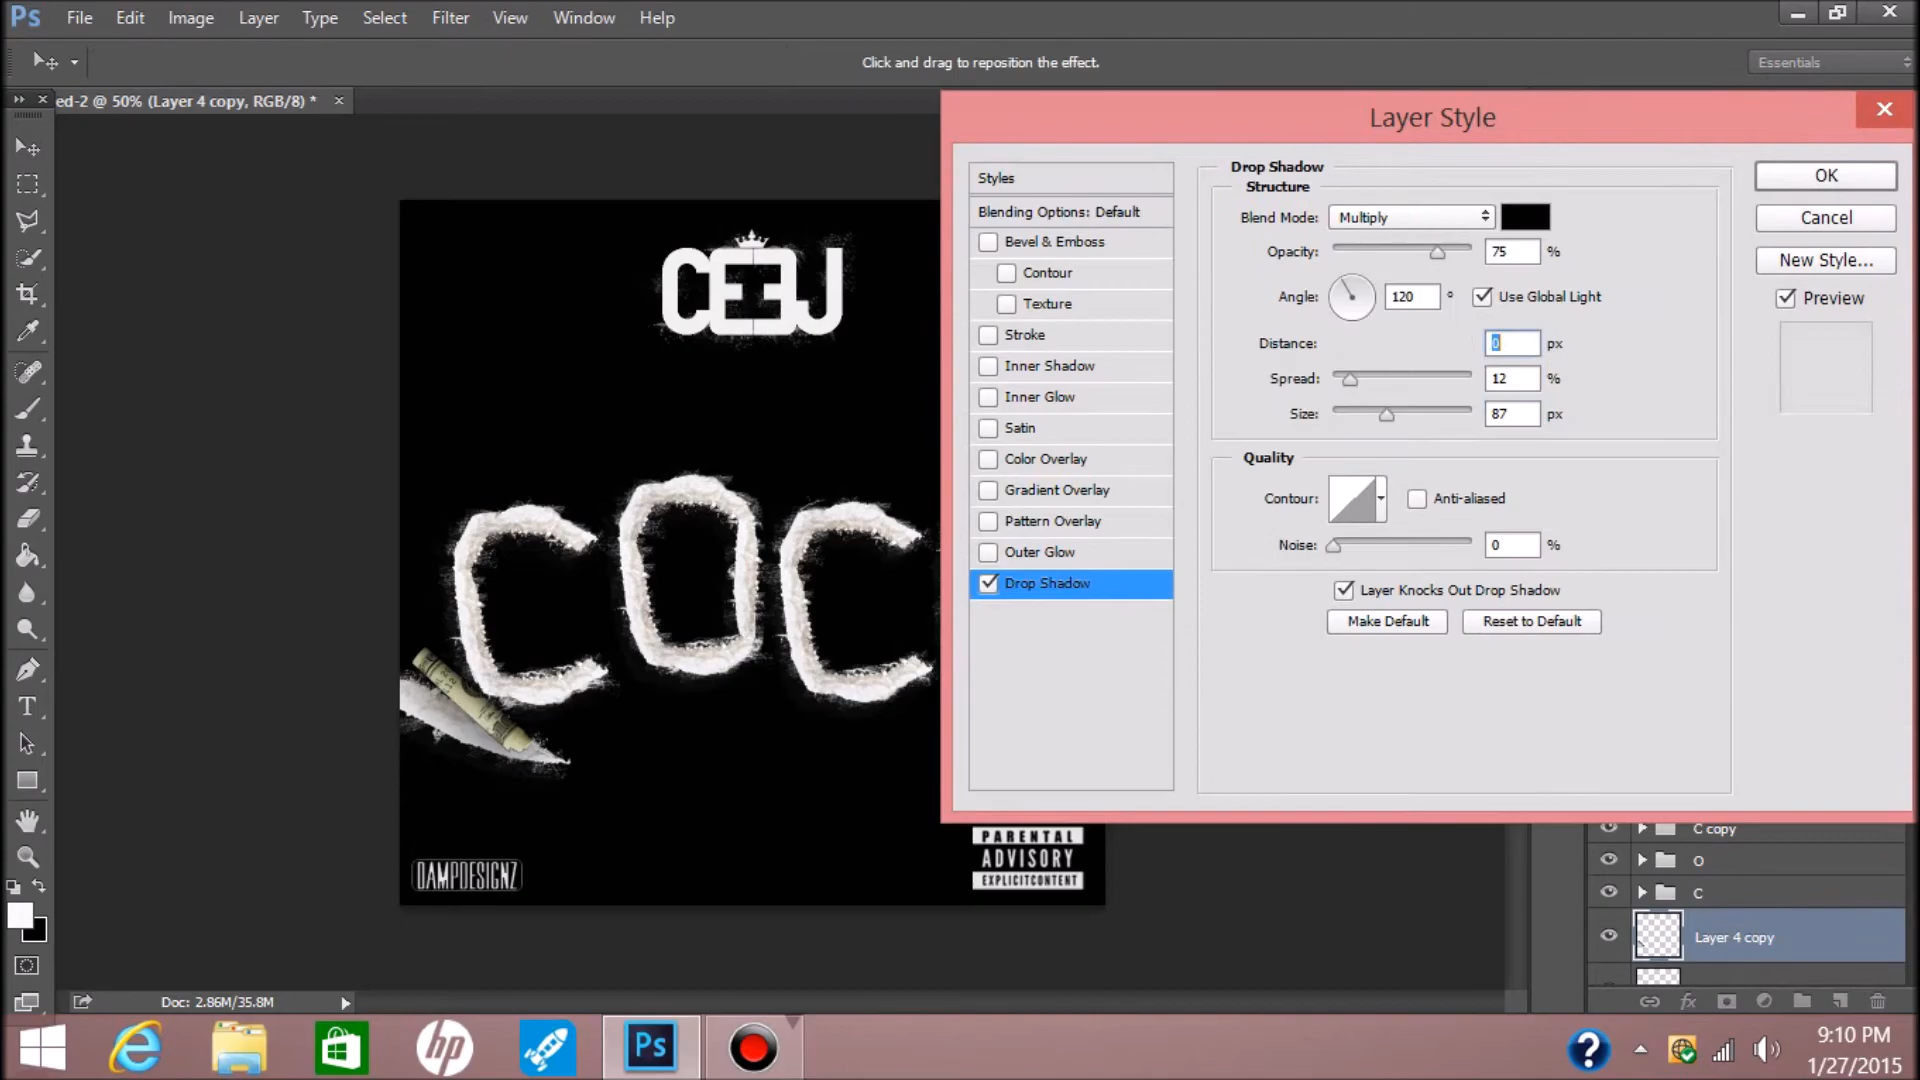 Ps File Edit Image Layer Type Select Filter View Window Help
Click and drag to reposition the effect.
Essentials
ed-2 @ 50% (Layer 4 copy, RGB/8) *
Layer Style
Styles
Blending Options: Default
Bevel & Emboss
Contour
Texture
Stroke
Inner Shadow
Inner Glow
Satin
Color Overlay
Gradient Overlay
Pattern Overlay
Outer Glow
Drop Shadow
Drop Shadow
Structure
Blend Mode: Multiply
Opacity: 75 %
Angle: 120 ° Use Global Light
Distance: 0 px
Spread: 12 %
Size: 87 px
Quality
Contour: Anti-aliased
Noise: 0 %
Layer Knocks Out Drop Shadow
Make Default Reset to Default
OK
Cancel
New Style...
Preview
CEEJ
COC
DAMPDESIGNZ
PARENTAL
ADVISORY
EXPLICIT CONTENT
C copy
O
C
Layer 4 copy
fx
Doc: 2.86M/35.8M
hp
Ps
?
9:10 PM
1/27/2015